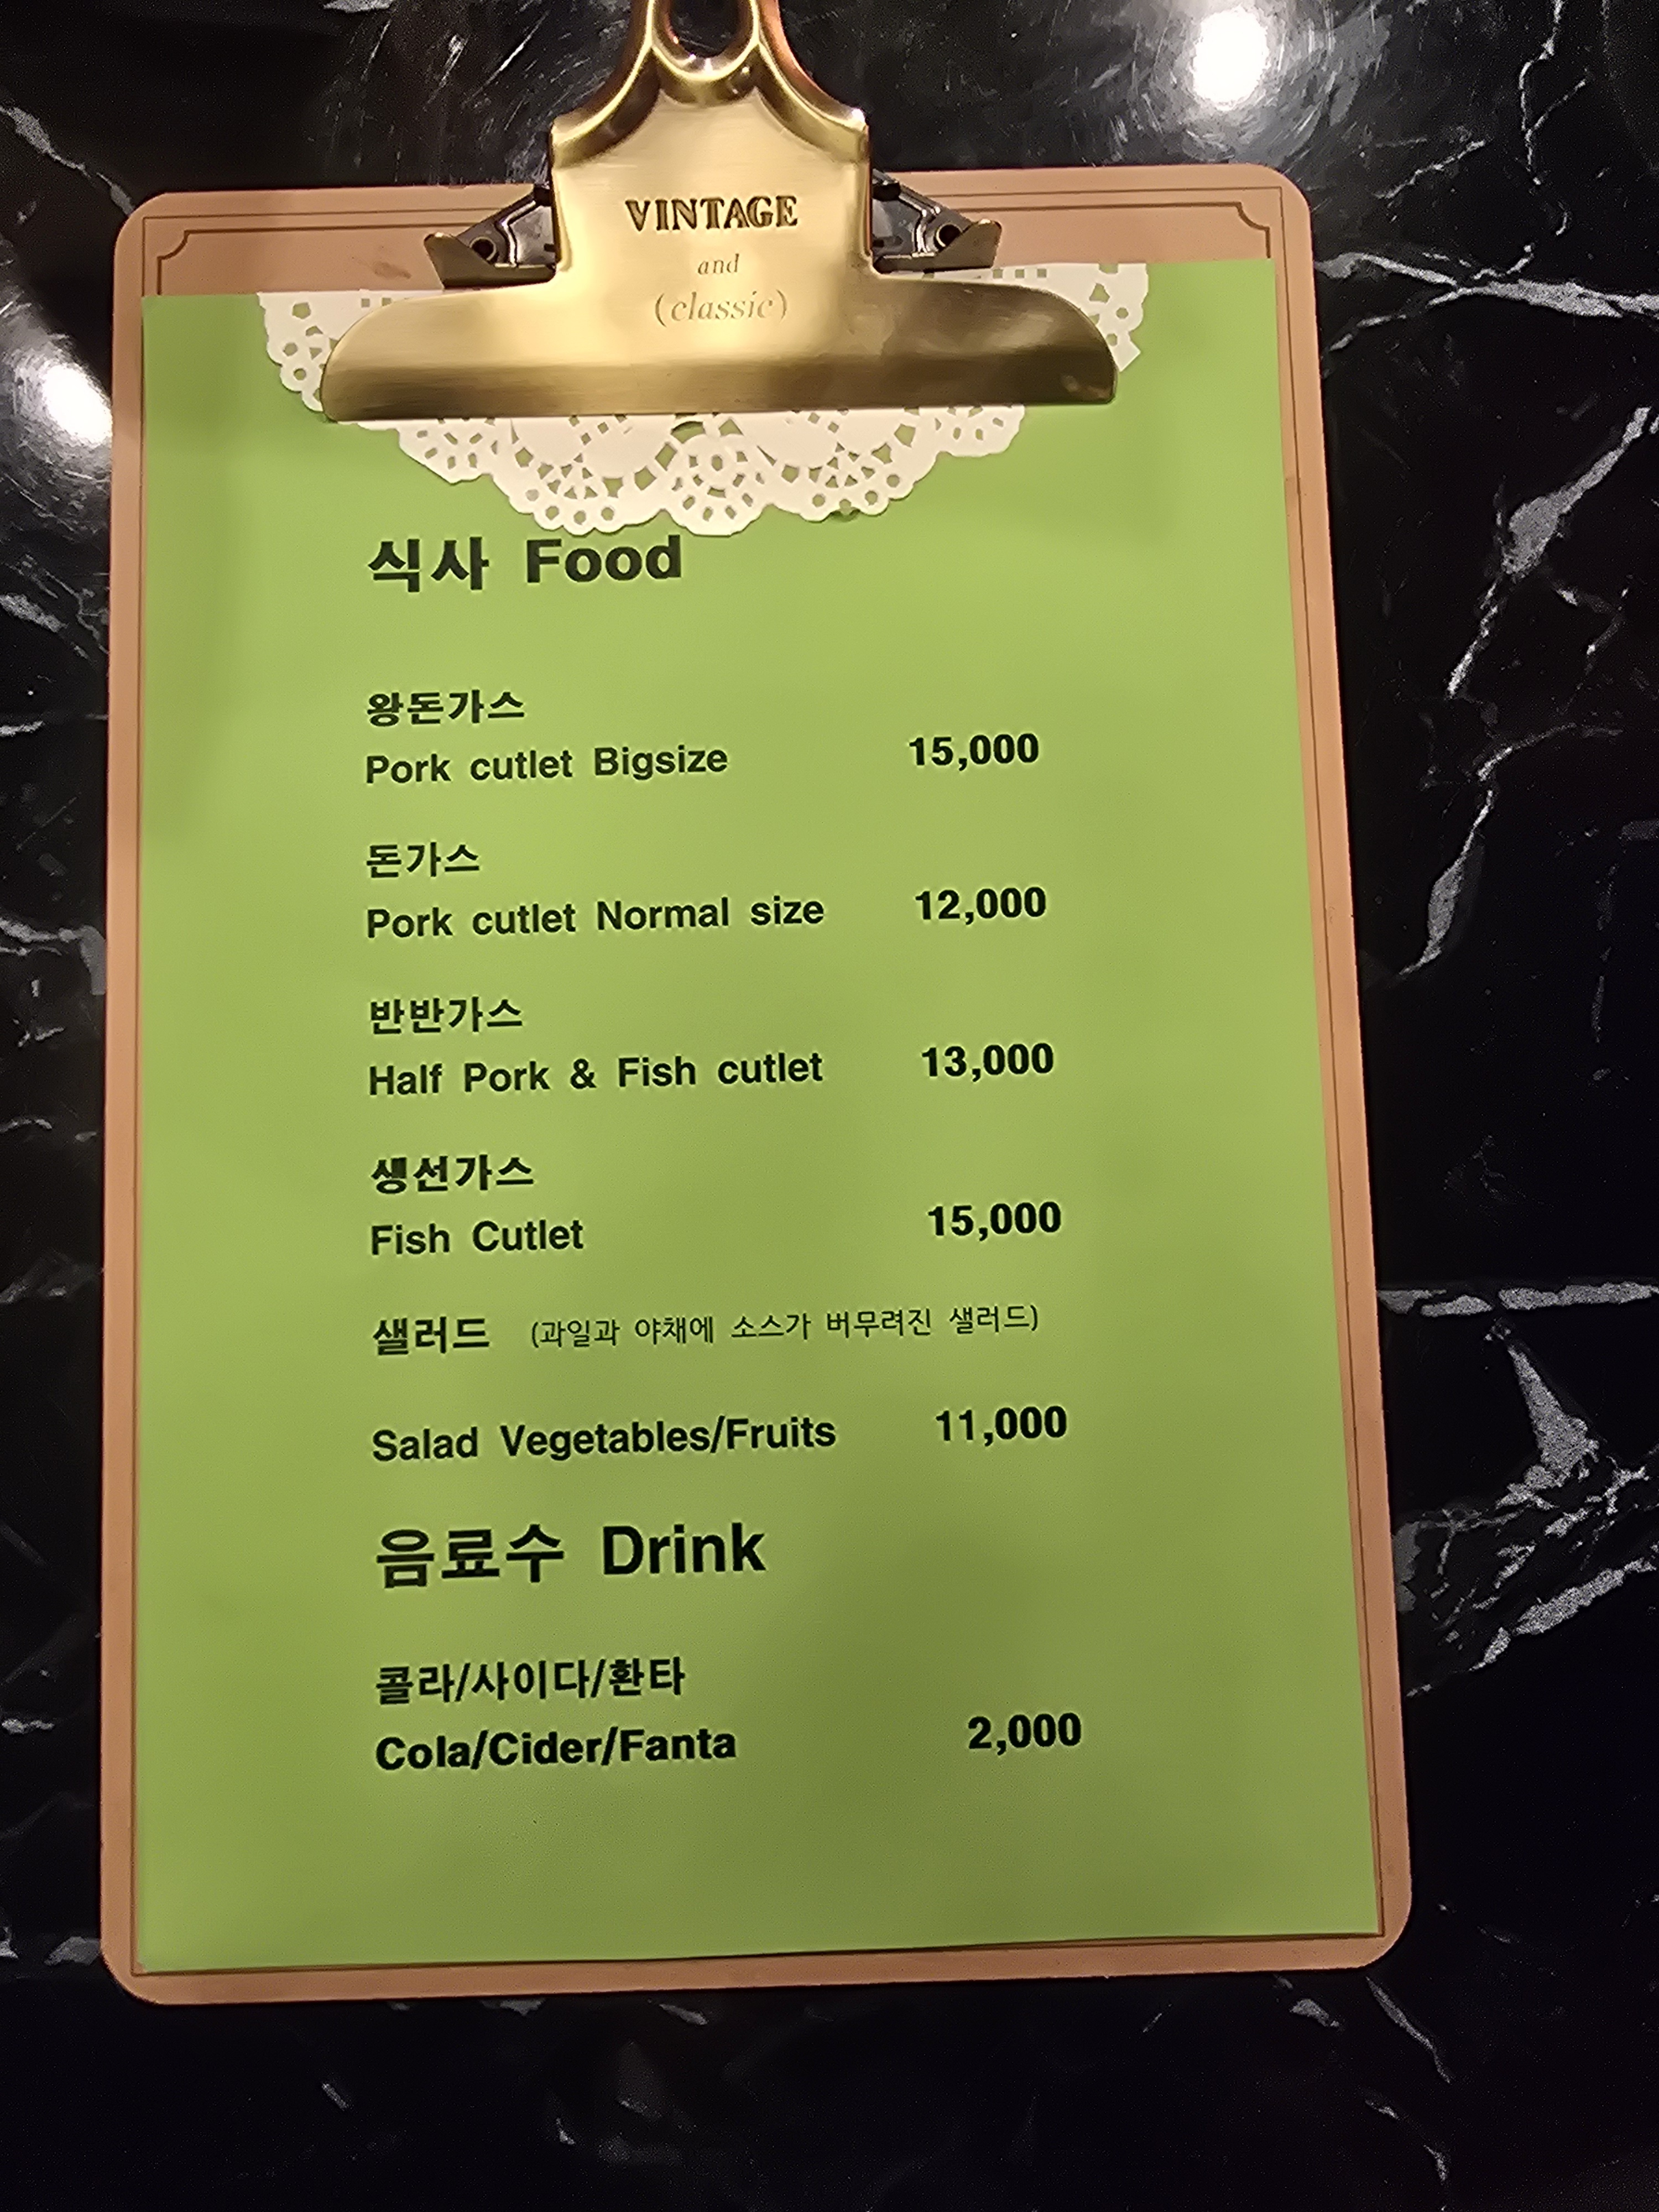 VINTAGE
and
(classic)
식사 Food
왕돈가스
Pork cutlet Bigsize 15,000
돈가스
Pork cutlet Normal size 12,000
반반가스
Half Pork & Fish cutlet 13,000
생선가스
Fish Cutlet 15,000
샐러드 (과일과 야채에 소스가 버무려진 샐러드)
Salad Vegetables/Fruits 11,000
음료수 Drink
콜라/사이다/환타
Cola/Cider/Fanta 2,000